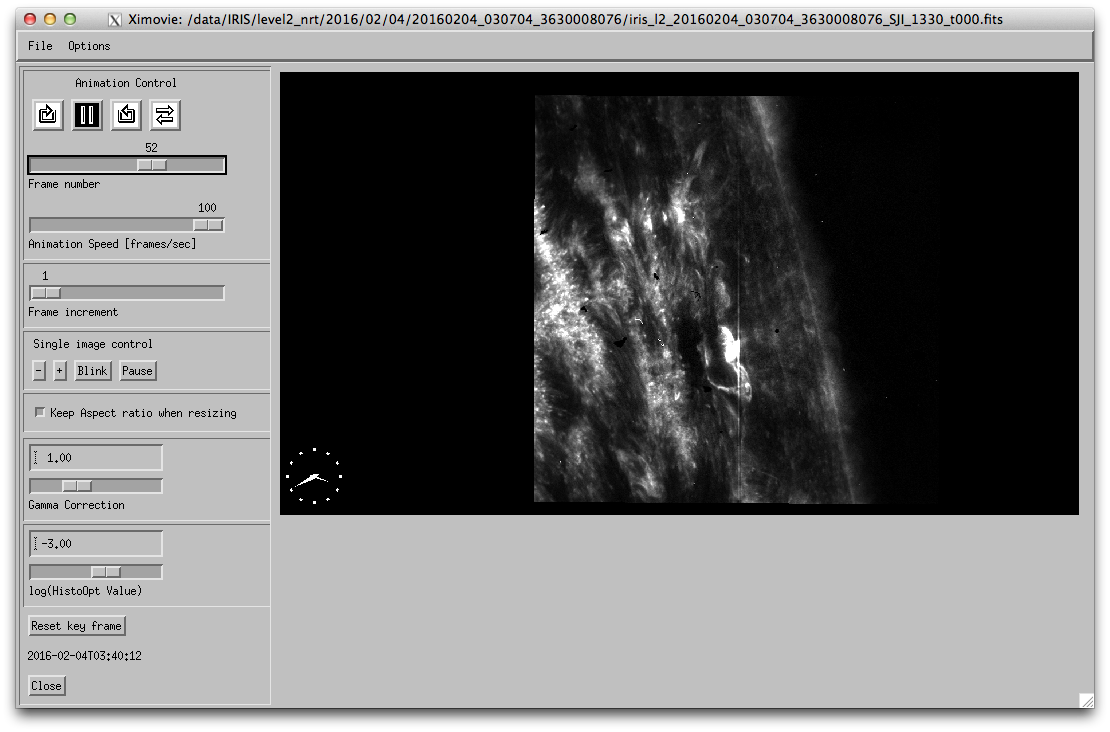 Ximovie: /data/IRIS/level2_nrt/2016/02/04/20160204_030704_3630008076/iris_l2_20160204_030704_3630008076_SJI_1330_t000.fits
File Options
Animation Control
52
Frame number
100
Animation Speed [frames/sec]
1
Frame increment
Single image control
- + Blink Pause
Keep Aspect ratio when resizing
1.00
Gamma Correction
-3.00
log(HistoOpt Value)
Reset key frame
2016-02-04T03:40:12
Close